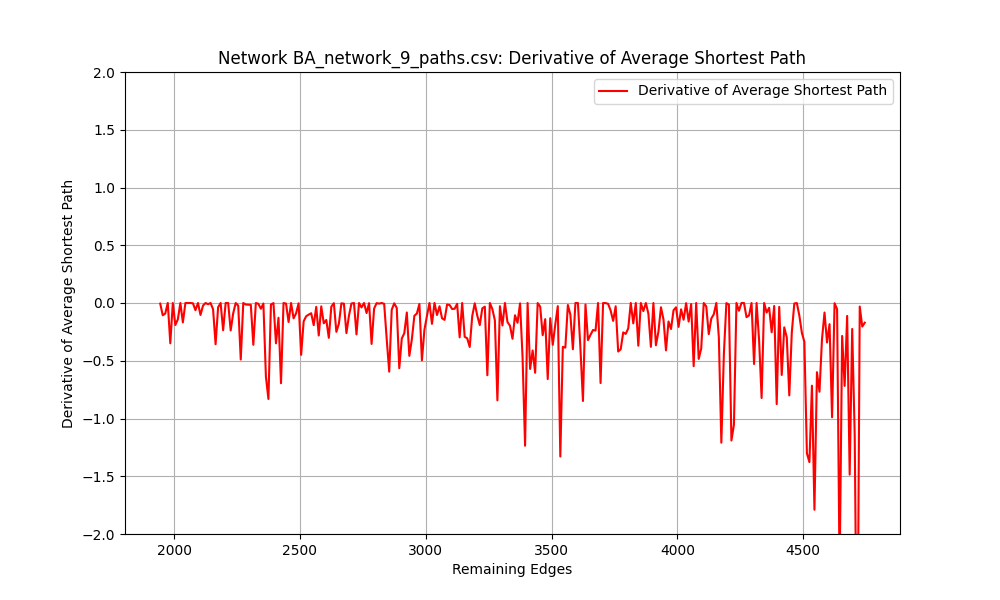 Network BA_network_9_paths.csv: Derivative of Average Shortest Path
Derivative of Average Shortest Path
2.0
1.5
1.0
0.5
0.0
−0.5
−1.0
−1.5
−2.0
Derivative of Average Shortest Path
2000 2500 3000 3500 4000 4500
Remaining Edges